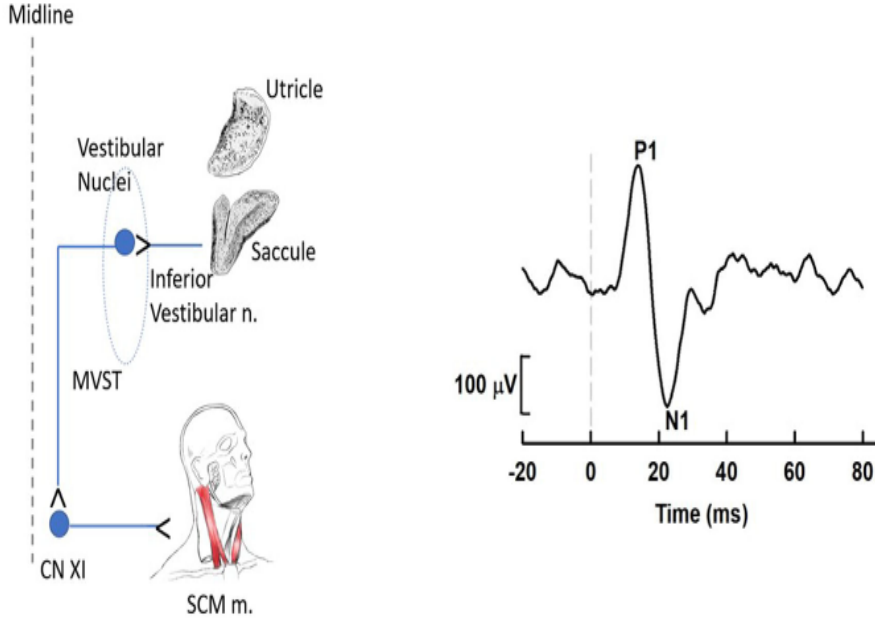 Midline
Utricle
Vestibular
Nuclei
Saccule
Inferior
Vestibular n.
MVST
CN XI
SCM m.
P1
100 μV
N1
-20 0 20 40 60 80
Time (ms)